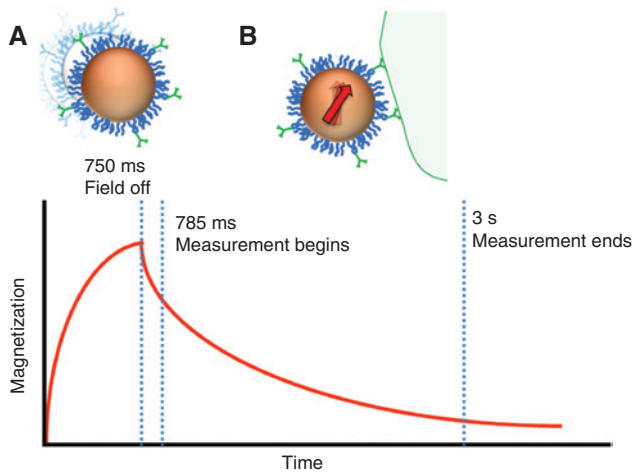 A
B
750 ms
Field off
785 ms
Measurement begins
3 s
Measurement ends
Magnetization
Time